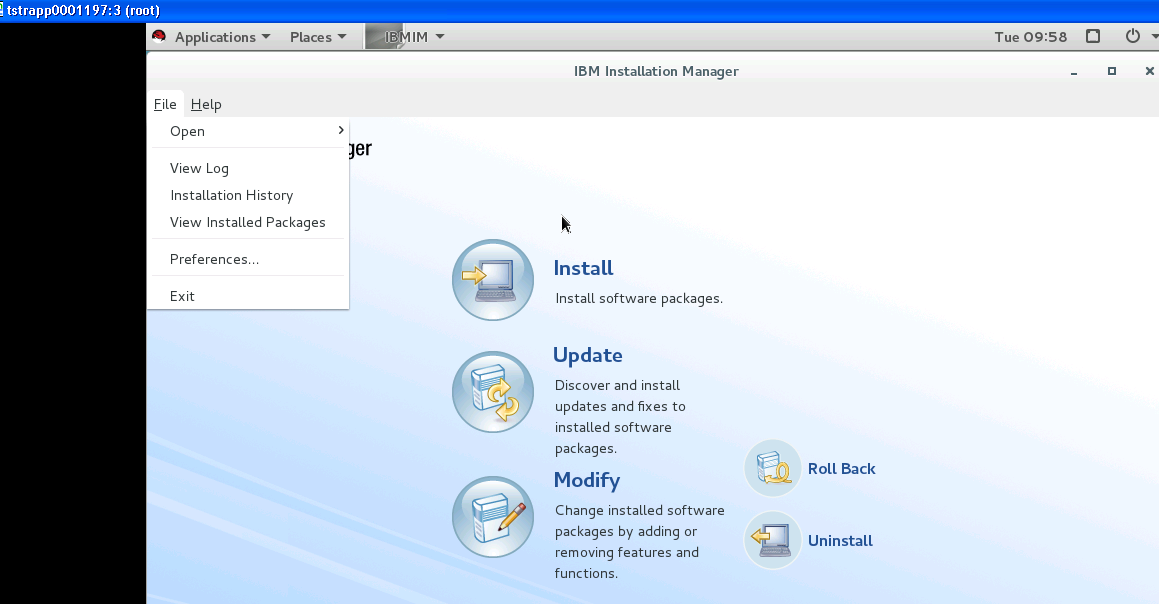 tstrapp0001197:3 (root)
Applications Places IBMIM Tue 09:58
IBM Installation Manager
File Help
Open
View Log
Installation History
View Installed Packages
Preferences...
Exit
Install
Install software packages.
Update
Discover and install
updates and fixes to
installed software
packages.
Modify
Change installed software
packages by adding or
removing features and
functions.
Roll Back
Uninstall